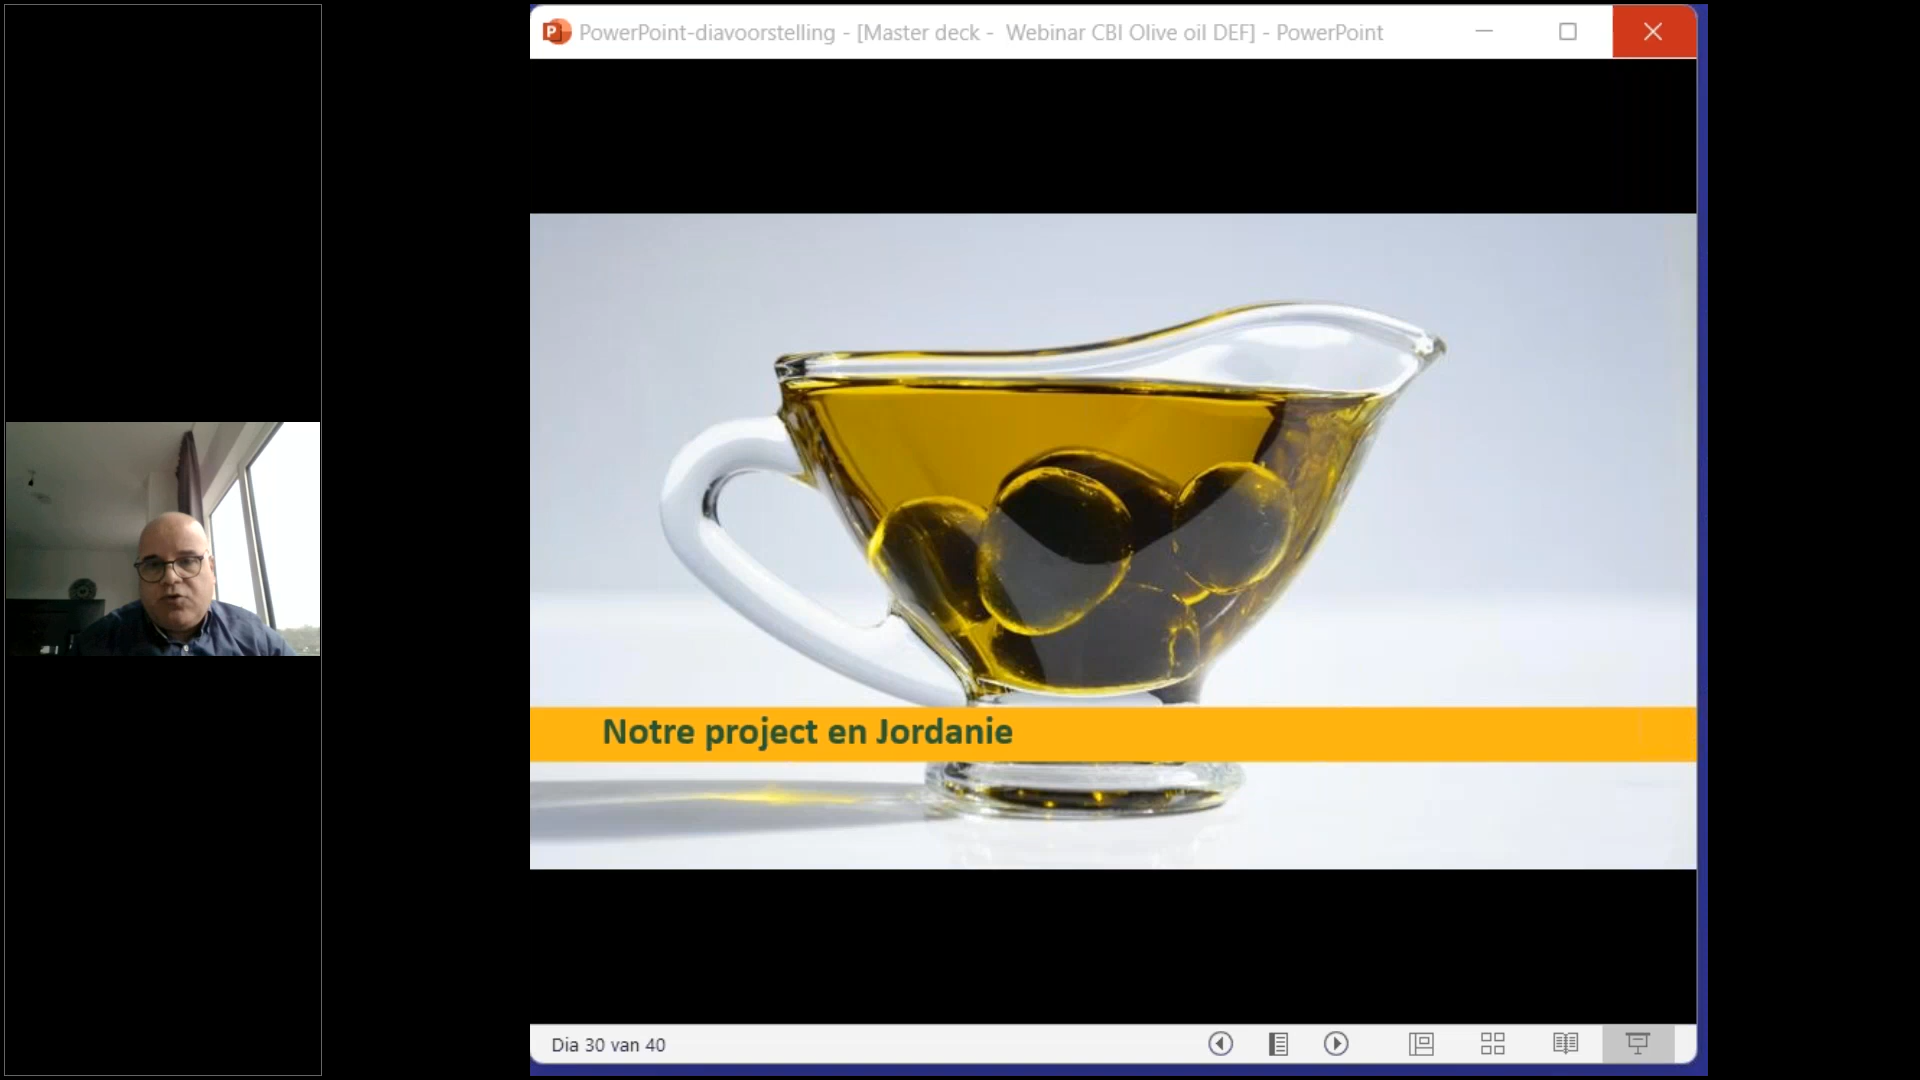 PowerPoint-diavoorstelling - [Master deck - Webinar CBI Olive oil DEF] - PowerPoint
Notre project en Jordanie
Dia 30 van 40